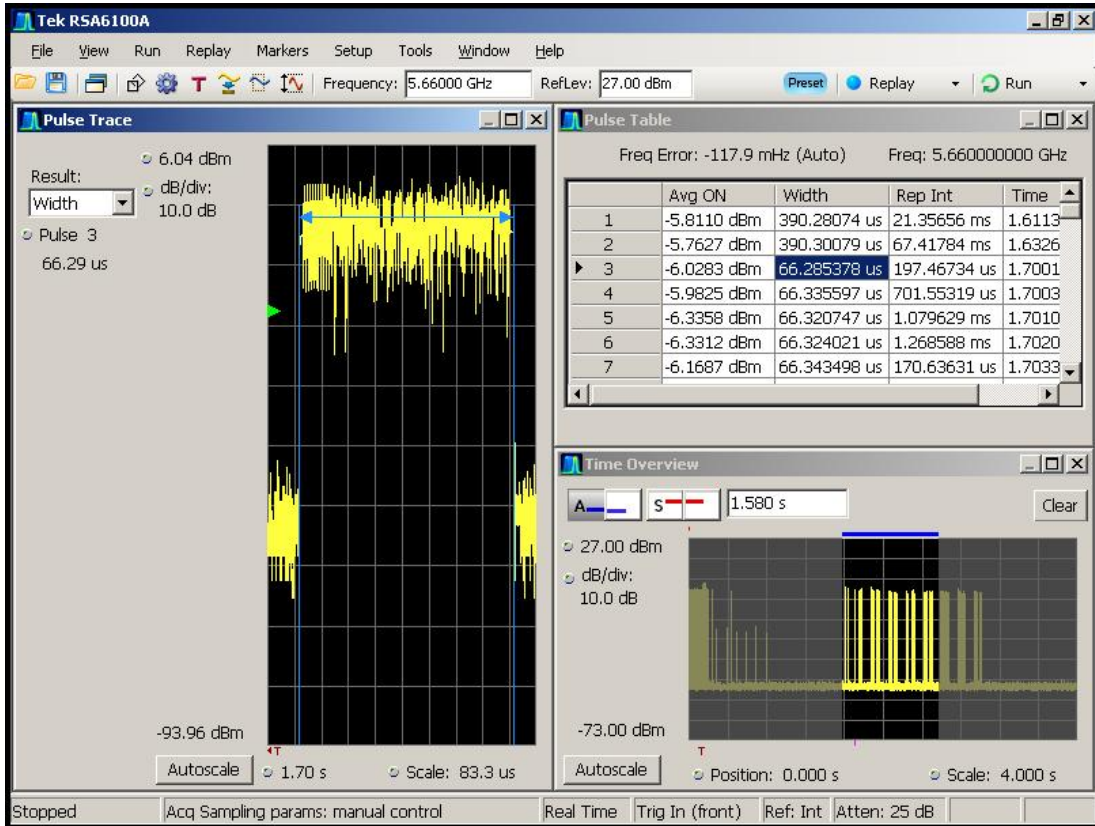 Tek RSA6100A
File View Run Replay Markers Setup Tools Window Help
T Frequency: 5.66000 GHz RefLev: 27.00 dBm Preset Replay Run
Pulse Trace
6.04 dBm
Result:
dB/div:
Width
10.0 dB
Pulse 3
66.29 us
-93.96 dBm
T
Autoscale 1.70 s Scale: 83.3 us
Pulse Table
Freq Error: -117.9 mHz (Auto) Freq: 5.660000000 GHz
Avg ON Width Rep Int Time
1 -5.8110 dBm 390.28074 us 21.35656 ms 1.6113
2 -5.7627 dBm 390.30079 us 67.41784 ms 1.6326
3 -6.0283 dBm 66.285378 us 197.46734 us 1.7001
4 -5.9825 dBm 66.335597 us 701.55319 us 1.7003
5 -6.3358 dBm 66.320747 us 1.079629 ms 1.7010
6 -6.3312 dBm 66.324021 us 1.268588 ms 1.7020
7 -6.1687 dBm 66.343498 us 170.63631 us 1.7033
Time Overview
A S 1.580 s Clear
27.00 dBm
dB/div:
10.0 dB
-73.00 dBm
T
Autoscale Position: 0.000 s Scale: 4.000 s
Stopped Acq Sampling params: manual control Real Time Trig In (front) Ref: Int Atten: 25 dB